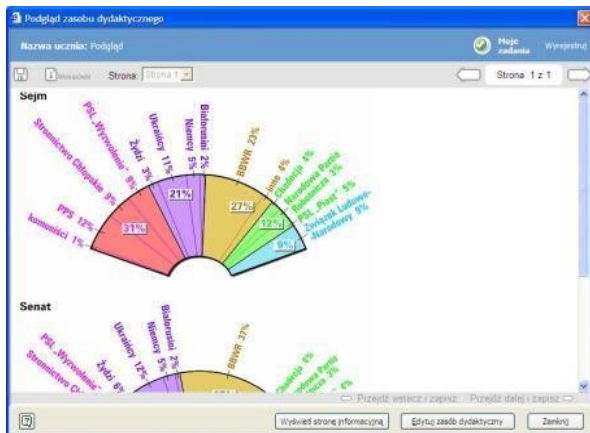 Podgląd zasobu dydaktycznego
Nazwa ucznia: Podgląd
Moje zadania
Wyrejestruj
Strona: Strona 1
Strona 1 z 1
Sejm
komuniści 1%
PPS 12%
Stronnictwo Chłopskie 9%
PSL „Wyzwolenie” 9%
Żydzi 3%
Ukraińcy 11%
Niemcy 5%
Białorusini 2%
BBWR 23%
inne 4%
Chadecja 4%
Narodowa Partia
Robotnicza 3%
PSL „Piast” 5%
Związek Ludowo-
-Narodowy 9%
31%
21%
27%
12%
9%
Senat
PSL „Wyzwolenie”
Stronnictwo
Żydzi 6%
Ukraińcy 12%
Niemcy 5%
Białorusini 2%
BBWR 37%
Chadecja
Partia
Przejdź wstecz i zapisz
Przejdź dalej i zapisz
Wyświetl stronę informacyjną
Edytuj zasób dydaktyczny
Zamknij